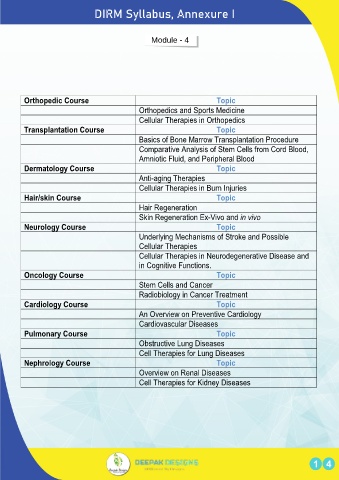 DIRM Syllabus, Annexure I
Module - 4
Orthopedic Course Topic
Orthopedics and Sports Medicine
Cellular Therapies in Orthopedics
Transplantation Course Topic
Basics of Bone Marrow Transplantation Procedure
Comparative Analysis of Stem Cells from Cord Blood,
Amniotic Fluid, and Peripheral Blood
Dermatology Course Topic
Anti-aging Therapies
Cellular Therapies in Burn Injuries
Hair/skin Course Topic
Hair Regeneration
Skin Regeneration Ex-Vivo and in vivo
Neurology Course Topic
Underlying Mechanisms of Stroke and Possible
Cellular Therapies
Cellular Therapies in Neurodegenerative Disease and
in Cognitive Functions.
Oncology Course Topic
Stem Cells and Cancer
Radiobiology in Cancer Treatment
Cardiology Course Topic
An Overview on Preventive Cardiology
Cardiovascular Diseases
Pulmonary Course Topic
Obstructive Lung Diseases
Cell Therapies for Lung Diseases
Nephrology Course Topic
Overview on Renal Diseases
Cell Therapies for Kidney Diseases
DEEPAK DESIGNS
1 4